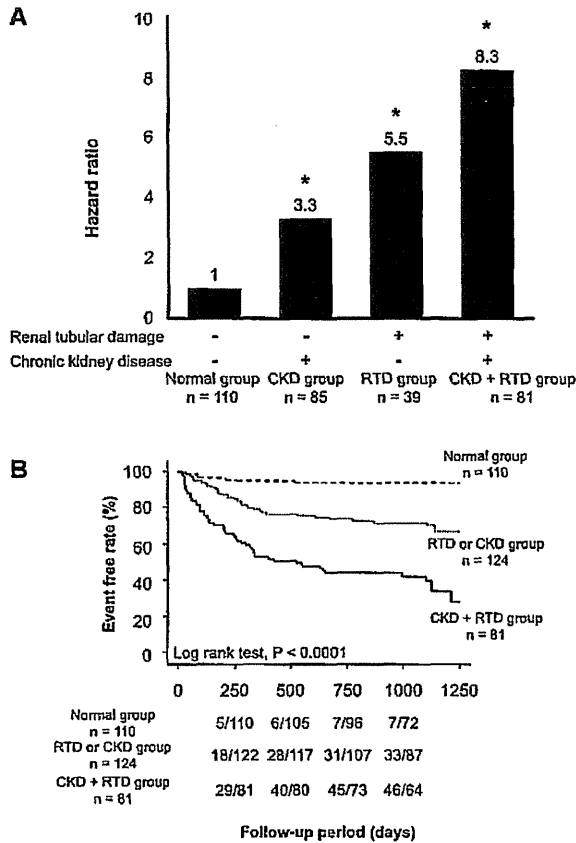 A
Hazard ratio
10
8
6
4
2
0
1
*
3.3
*
5.5
*
8.3
Renal tubular damage - - + +
Chronic kidney disease - + - +
Normal group CKD group RTD group CKD + RTD group
n = 110 n = 85 n = 39 n = 81
B
Event free rate (%)
100
80
60
40
20
0
Normal group
n = 110
RTD or CKD group
n = 124
CKD + RTD group
n = 81
Log rank test, P < 0.0001
0 250 500 750 1000 1250
Normal group
n = 110
5/110 6/105 7/96 7/72
RTD or CKD group
n = 124
18/122 28/117 31/107 33/87
CKD + RTD group
n = 81
29/81 40/80 45/73 46/64
Follow-up period (days)